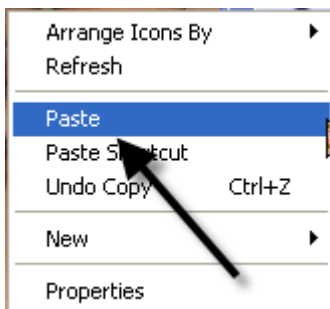 Arrange Icons By
Refresh
Paste
Paste Shortcut
Undo Copy Ctrl+Z
New
Properties